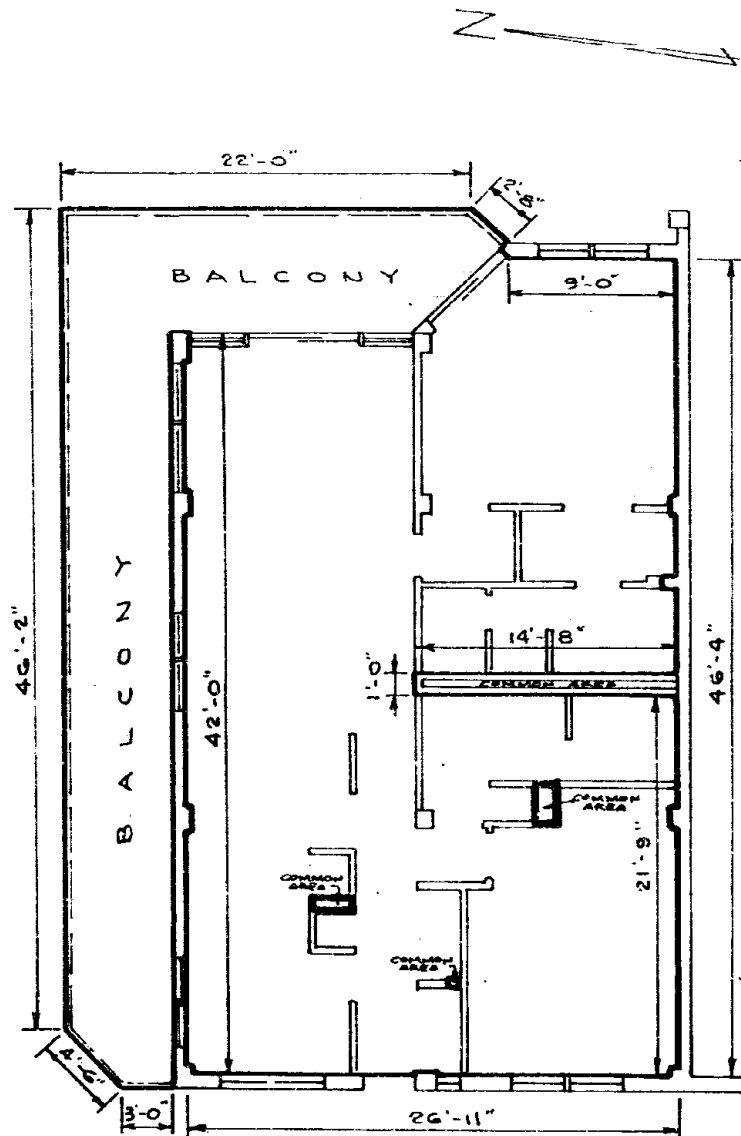 N
22'-0"
2'-8"
BALCONY
9'-0"
46'-2"
BALCONY
42'-0"
14'-8"
1'-0"
COMMON AREA
46'-4"
COMMON
AREA
21'-9"
COMMON
AREA
COMMON
AREA
4'-6"
3'-0"
26'-11"